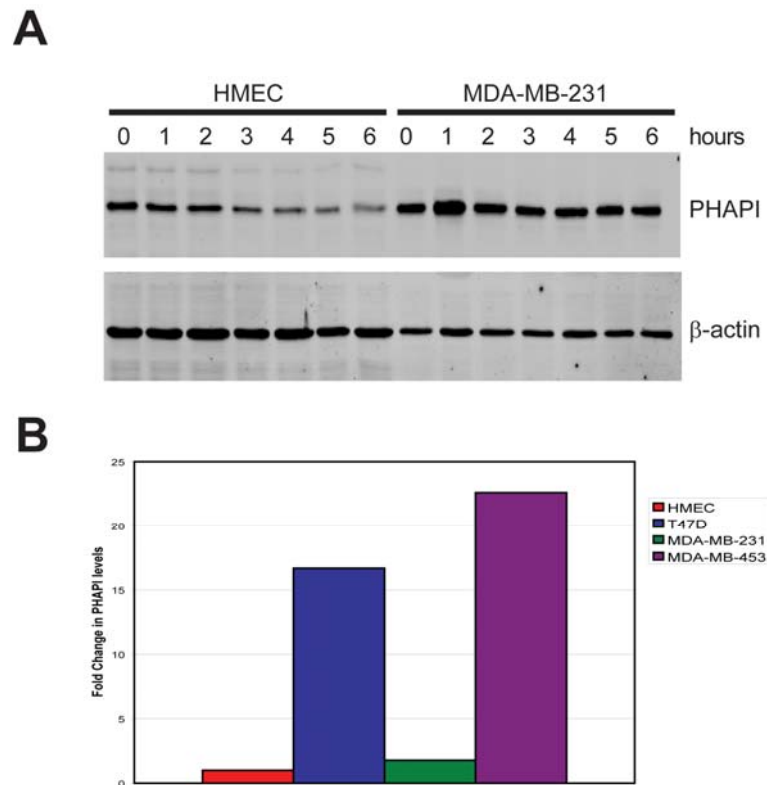 A
HMEC MDA-MB-231
0 1 2 3 4 5 6 0 1 2 3 4 5 6 hours
PHAPI
β-actin
B
Fold Change in PHAPI levels
25
20
15
10
5
0
HMEC
T47D
MDA-MB-231
MDA-MB-453